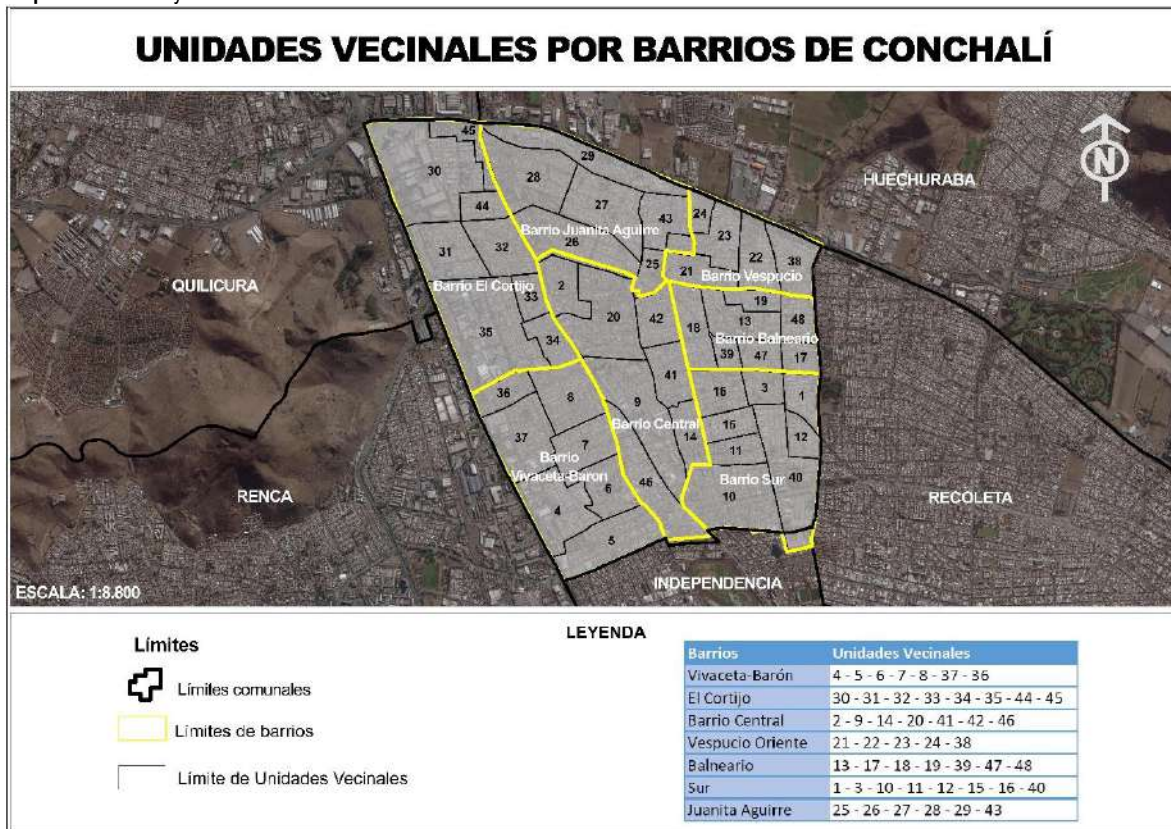 UNIDADES VECINALES POR BARRIOS DE CONCHALÍ
45
29
30
28
N
HUECHURABA
27
44
43
24
Barrio Juanita Aguirre
23
26
31
32
25
22
38
21
Barrio Vespucio
QUILICURA
Barrio El Cortijo
2
33
19
20
42
18
13
48
35
34
Barrio Balneario
39
47
17
41
36
8
9
16
3
1
Barrio Central
15
37
7
14
12
11
Barrio
Vivaceta-Baron
46
Barrio Sur
40
RENCA
6
10
RECOLETA
4
5
INDEPENDENCIA
ESCALA: 1:8.800
LEYENDA
Límites
Límites comunales
Límites de barrios
Límite de Unidades Vecinales
Barrios Unidades Vecinales
Vivaceta-Barón 4 - 5 - 6 - 7 - 8 - 37 - 36
El Cortijo 30 - 31 - 32 - 33 - 34 - 35 - 44 - 45
Barrio Central 2 - 9 - 14 - 20 - 41 - 42 - 46
Vespucio Oriente 21 - 22 - 23 - 24 - 38
Balneario 13 - 17 - 18 - 19 - 39 - 47 - 48
Sur 1 - 3 - 10 - 11 - 12 - 15 - 16 - 40
Juanita Aguirre 25 - 26 - 27 - 28 - 29 - 43